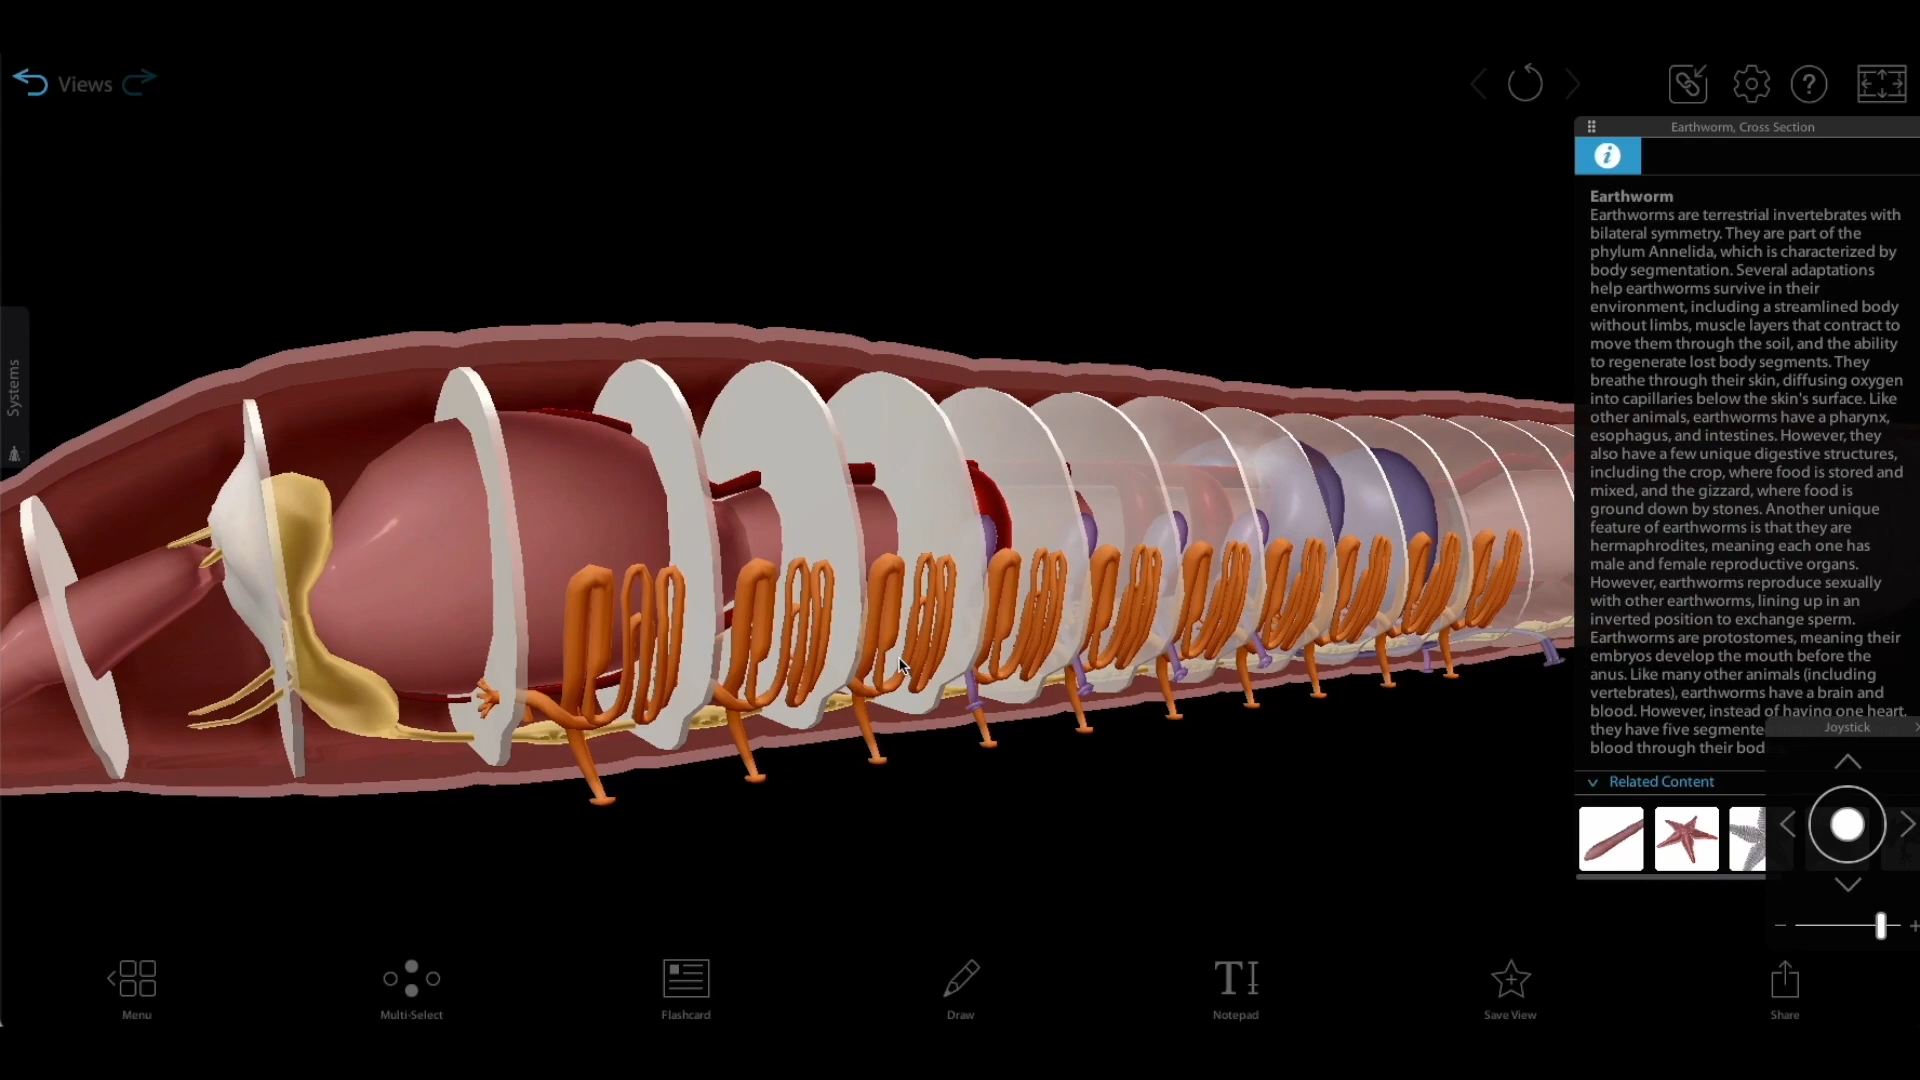 Views
Systems
Earthworm, Cross Section
Earthworm
Earthworms are terrestrial invertebrates with
bilateral symmetry. They are part of the
phylum Annelida, which is characterized by
body segmentation. Several adaptations
help earthworms survive in their
environment, including a streamlined body
without limbs, muscle layers that contract to
move them through the soil, and the ability
to regenerate lost body segments. They
breathe through their skin, diffusing oxygen
into capillaries below the skin's surface. Like
other animals, earthworms have a pharynx,
esophagus, and intestines. However, they
also have a few unique digestive structures,
including the crop, where food is stored and
mixed, and the gizzard, where food is
ground down by stones. Another unique
feature of earthworms is that they are
hermaphrodites, meaning each one has
male and female reproductive organs.
However, earthworms reproduce sexually
with other earthworms, lining up in an
inverted position to exchange sperm.
Earthworms are protostomes, meaning their
embryos develop the mouth before the
anus. Like many other animals (including
vertebrates), earthworms have a brain and
blood. However, instead of having one heart,
they have five segmente
blood through their bod
Joystick
Related Content
Menu
Multi-Select
Flashcard
Draw
Notepad
Save View
Share